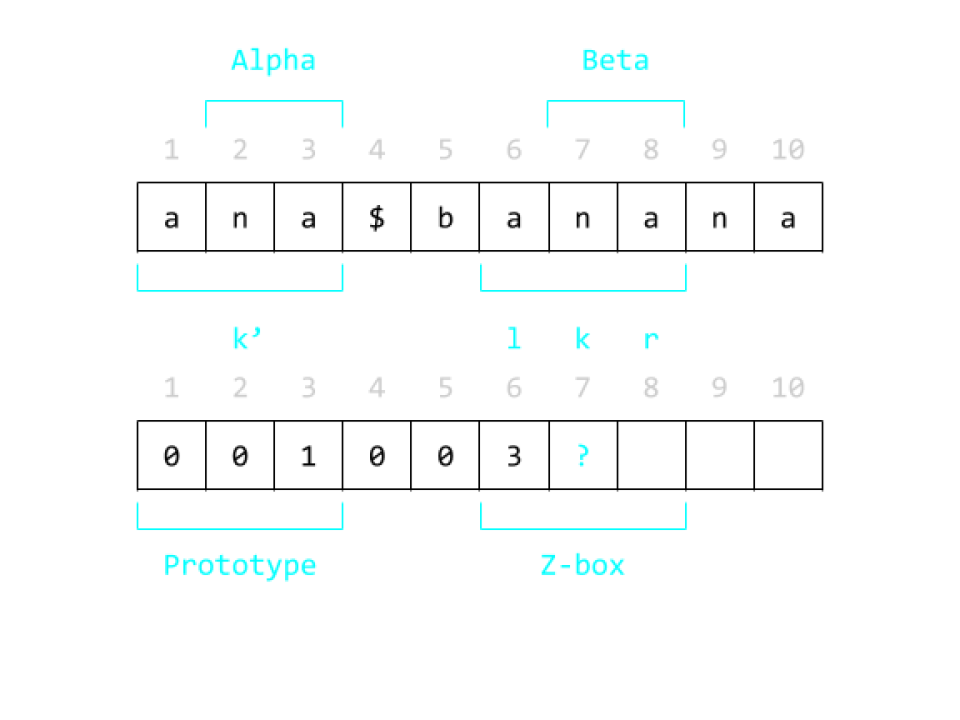 Alpha Beta
1 2 3 4 5 6 7 8 9 10
a n a $ b a n a n a
k’ l k r
1 2 3 4 5 6 7 8 9 10
0 0 1 0 0 3 ?
Prototype Z-box